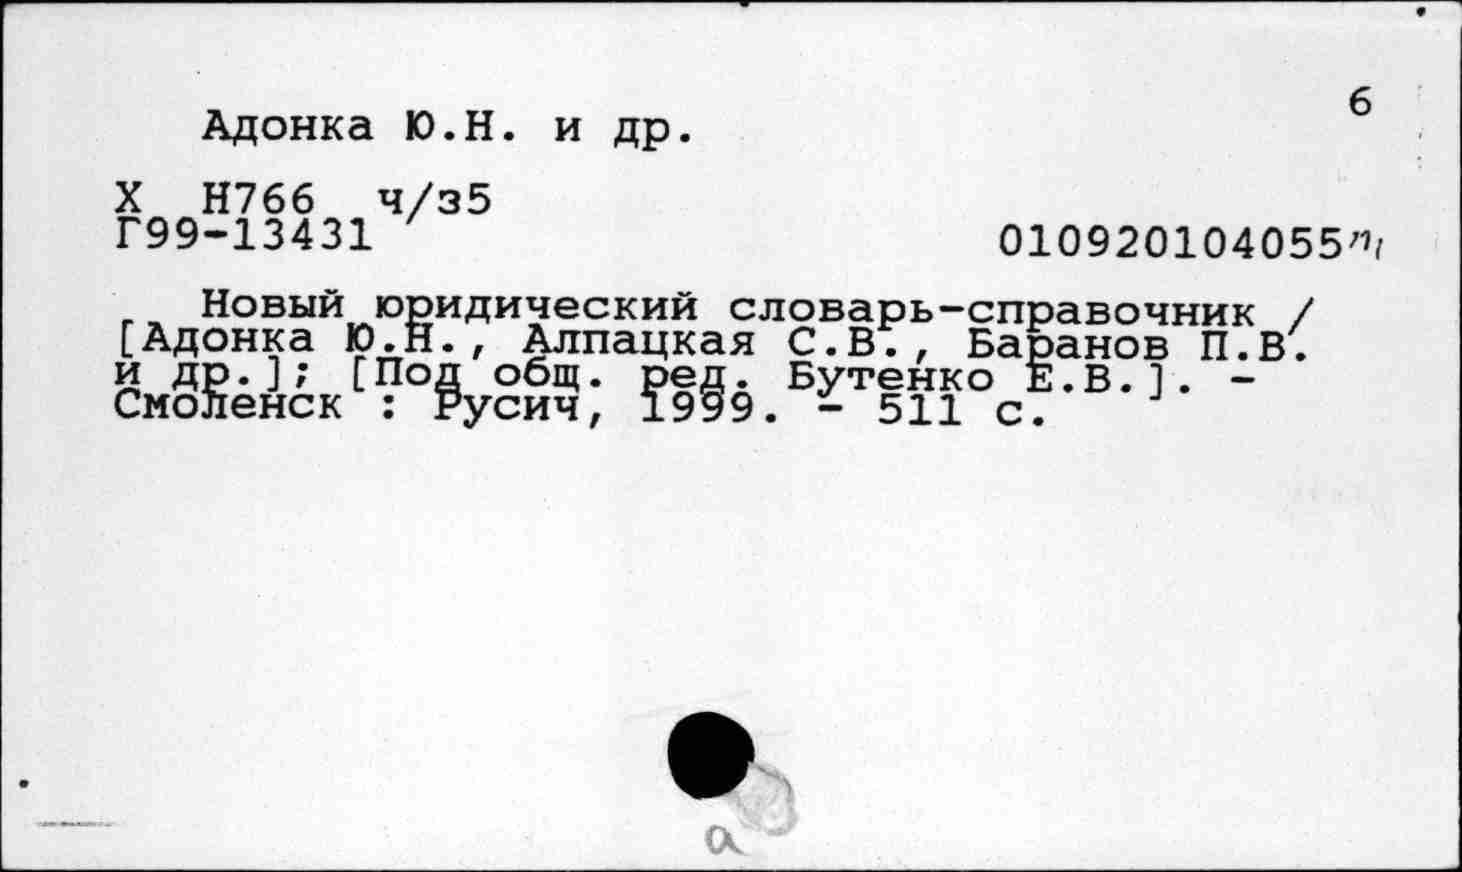 6
Адонка Ю.Н. и др.
Х Н766 ч/з5
Г99-13431
010920104055
Новый юридический словарь-справочник /
[Адонка Ю.Н., Алпацкая С.В., Баранов П.В.
и др.]; [Под общ. ред. Бутенко Е.В.]. -
Смоленск : Русич, 1999. - 511 с.